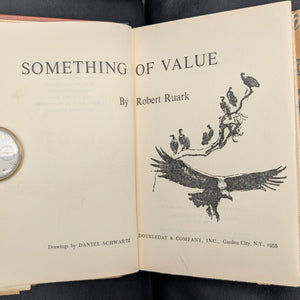 SOMETHING OF VALUE
By Robert Ruark
Drawings by DANIEL SCHWARTZ
DOUBLEDAY & COMPANY, INC., Garden City, N.Y., 1955